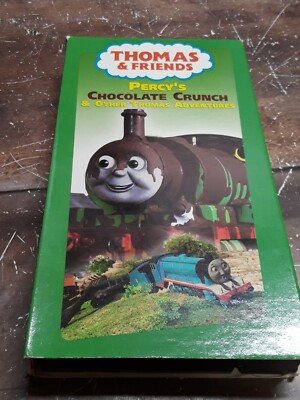 THOMAS
& FRIENDS
PERCY'S
CHOCOLATE CRUNCH
& OTHER THOMAS ADVENTURES